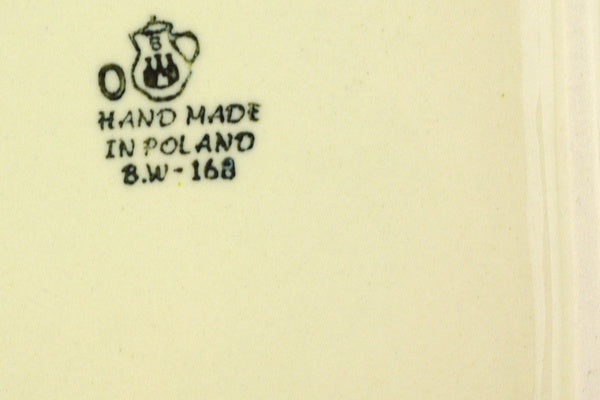 B
O
HAND MADE
IN POLAND
B.W-168